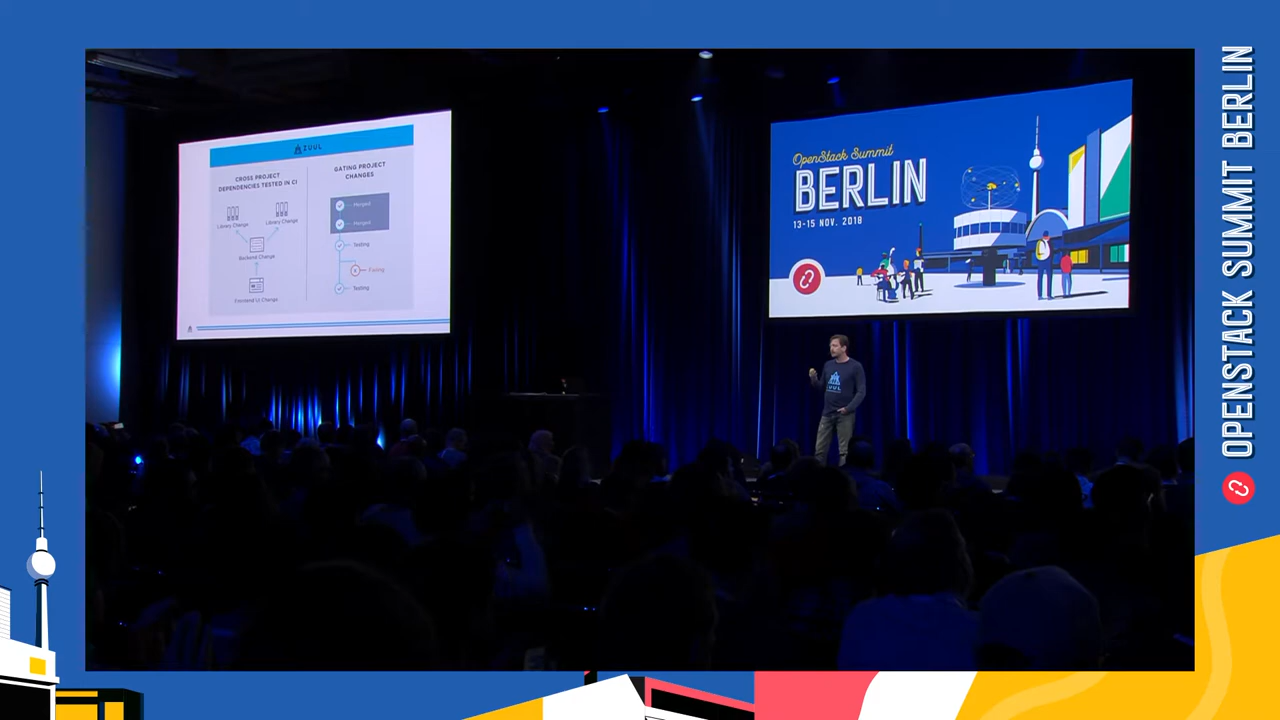 ZUUL
CROSS PROJECT
DEPENDENCIES TESTED IN CI
Library Change
Library Change
Backend Change
Frontend UI Change
GATING PROJECT
CHANGES
Merged
Merged
Testing
Failing
Testing
OpenStack Summit
BERLIN
13-15 NOV. 2018
ZUUL
OPENSTACK SUMMIT BERLIN